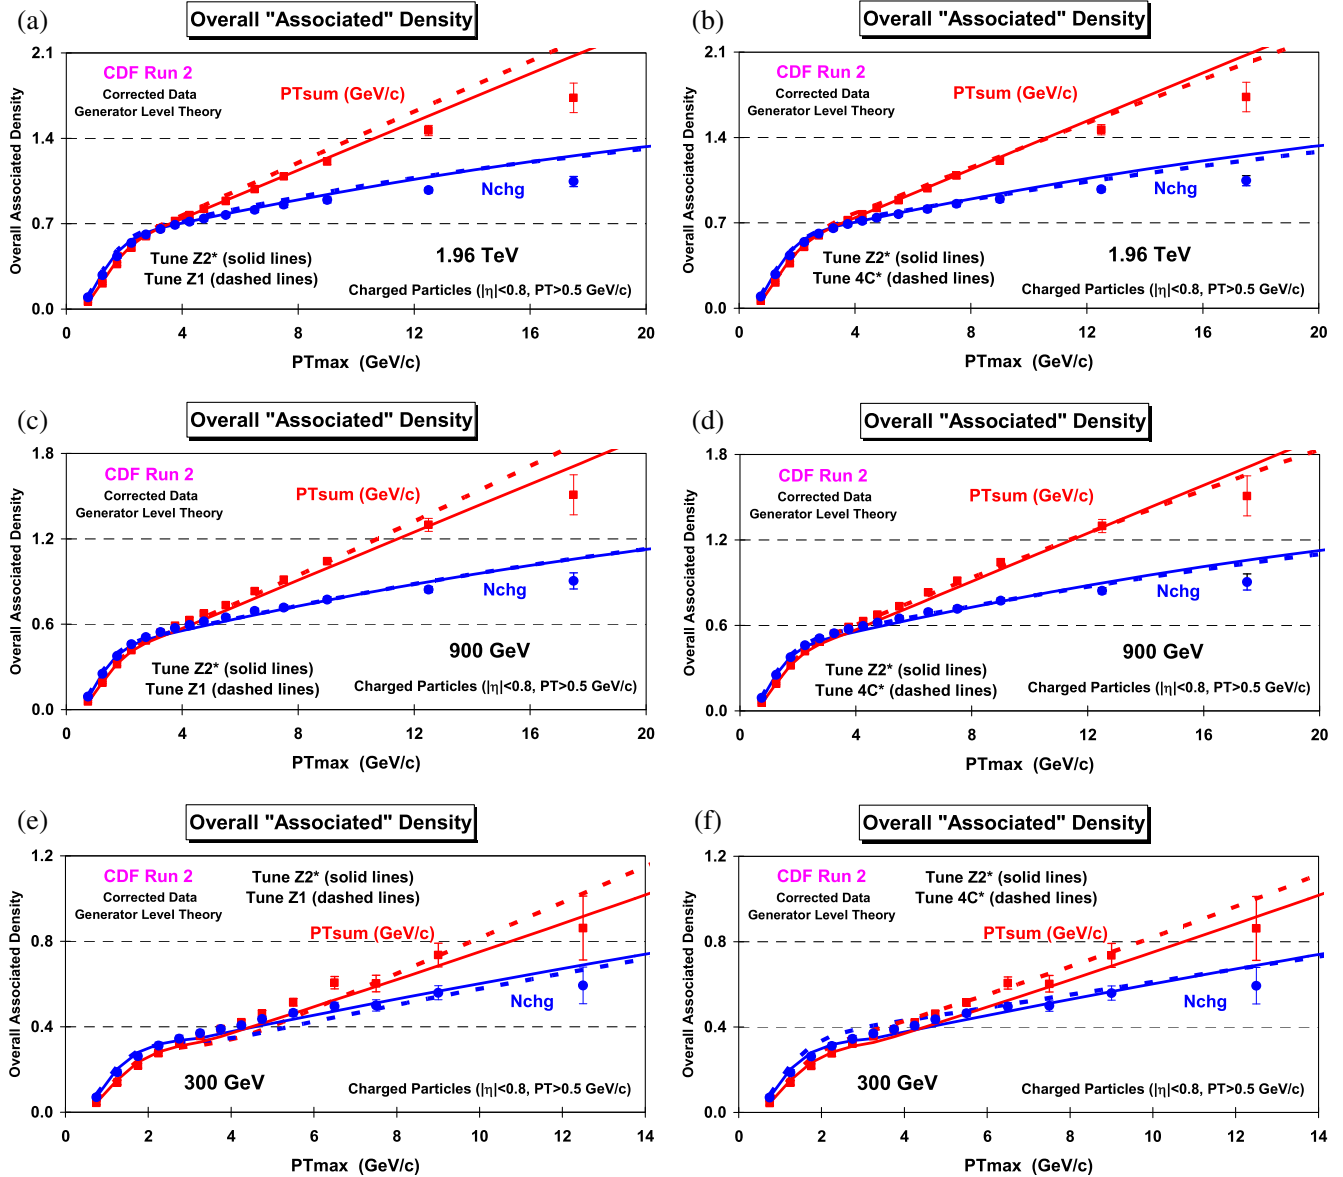 (a)
Overall "Associated" Density
2.1
1.4
0.7
0.0
Overall Associated Density
CDF Run 2
Corrected Data
Generator Level Theory
PTsum (GeV/c)
Nchg
Tune Z2* (solid lines)
Tune Z1 (dashed lines)
1.96 TeV
Charged Particles (|η|<0.8, PT>0.5 GeV/c)
0 4 8 12 16 20
PTmax (GeV/c)
(b)
Overall "Associated" Density
2.1
1.4
0.7
0.0
Overall Associated Density
CDF Run 2
Corrected Data
Generator Level Theory
PTsum (GeV/c)
Nchg
Tune Z2* (solid lines)
Tune 4C* (dashed lines)
1.96 TeV
Charged Particles (|η|<0.8, PT>0.5 GeV/c)
0 4 8 12 16 20
PTmax (GeV/c)
(c)
Overall "Associated" Density
1.8
1.2
0.6
0.0
Overall Associated Density
CDF Run 2
Corrected Data
Generator Level Theory
PTsum (GeV/c)
Nchg
900 GeV
Tune Z2* (solid lines)
Tune Z1 (dashed lines)
Charged Particles (|η|<0.8, PT>0.5 GeV/c)
0 4 8 12 16 20
PTmax (GeV/c)
(d)
Overall "Associated" Density
1.8
1.2
0.6
0.0
Overall Associated Density
CDF Run 2
Corrected Data
Generator Level Theory
PTsum (GeV/c)
Nchg
900 GeV
Tune Z2* (solid lines)
Tune 4C* (dashed lines)
Charged Particles (|η|<0.8, PT>0.5 GeV/c)
0 4 8 12 16 20
PTmax (GeV/c)
(e)
Overall "Associated" Density
1.2
0.8
0.4
0.0
Overall Associated Density
CDF Run 2
Corrected Data
Generator Level Theory
Tune Z2* (solid lines)
Tune Z1 (dashed lines)
PTsum (GeV/c)
Nchg
300 GeV
Charged Particles (|η|<0.8, PT>0.5 GeV/c)
0 2 4 6 8 10 12 14
PTmax (GeV/c)
(f)
Overall "Associated" Density
1.2
0.8
0.4
0.0
Overall Associated Density
CDF Run 2
Corrected Data
Generator Level Theory
Tune Z2* (solid lines)
Tune 4C* (dashed lines)
PTsum (GeV/c)
Nchg
300 GeV
Charged Particles (|η|<0.8, PT>0.5 GeV/c)
0 2 4 6 8 10 12 14
PTmax (GeV/c)